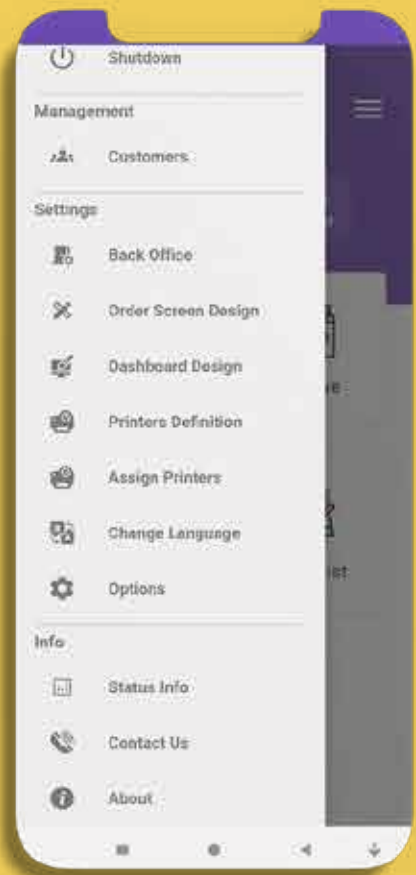 Shutdown
Management
Customers
Settings
Back Office
Order Screen Design
Dashboard Design
Printers Definition
Assign Printers
Change Language
Options
Info
Status Info
Contact Us
About